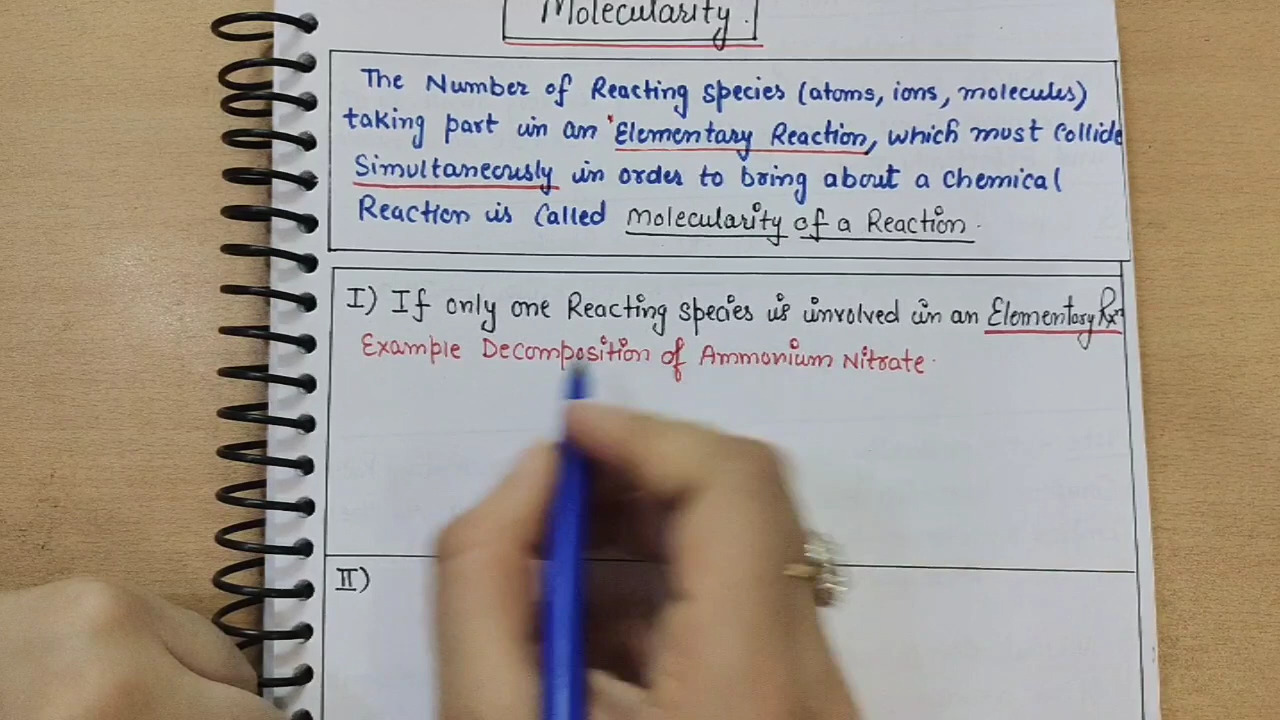 Molecularity.
The Number of Reacting species (atoms, ions, molecules)
taking part in an Elementary Reaction, which must collide
Simultaneously in order to bring about a Chemical
Reaction is called Molecularity of a Reaction.
I) If only one Reacting species is involved in an Elementary Rxn
Example Decomposition of Ammonium Nitrate.
II)